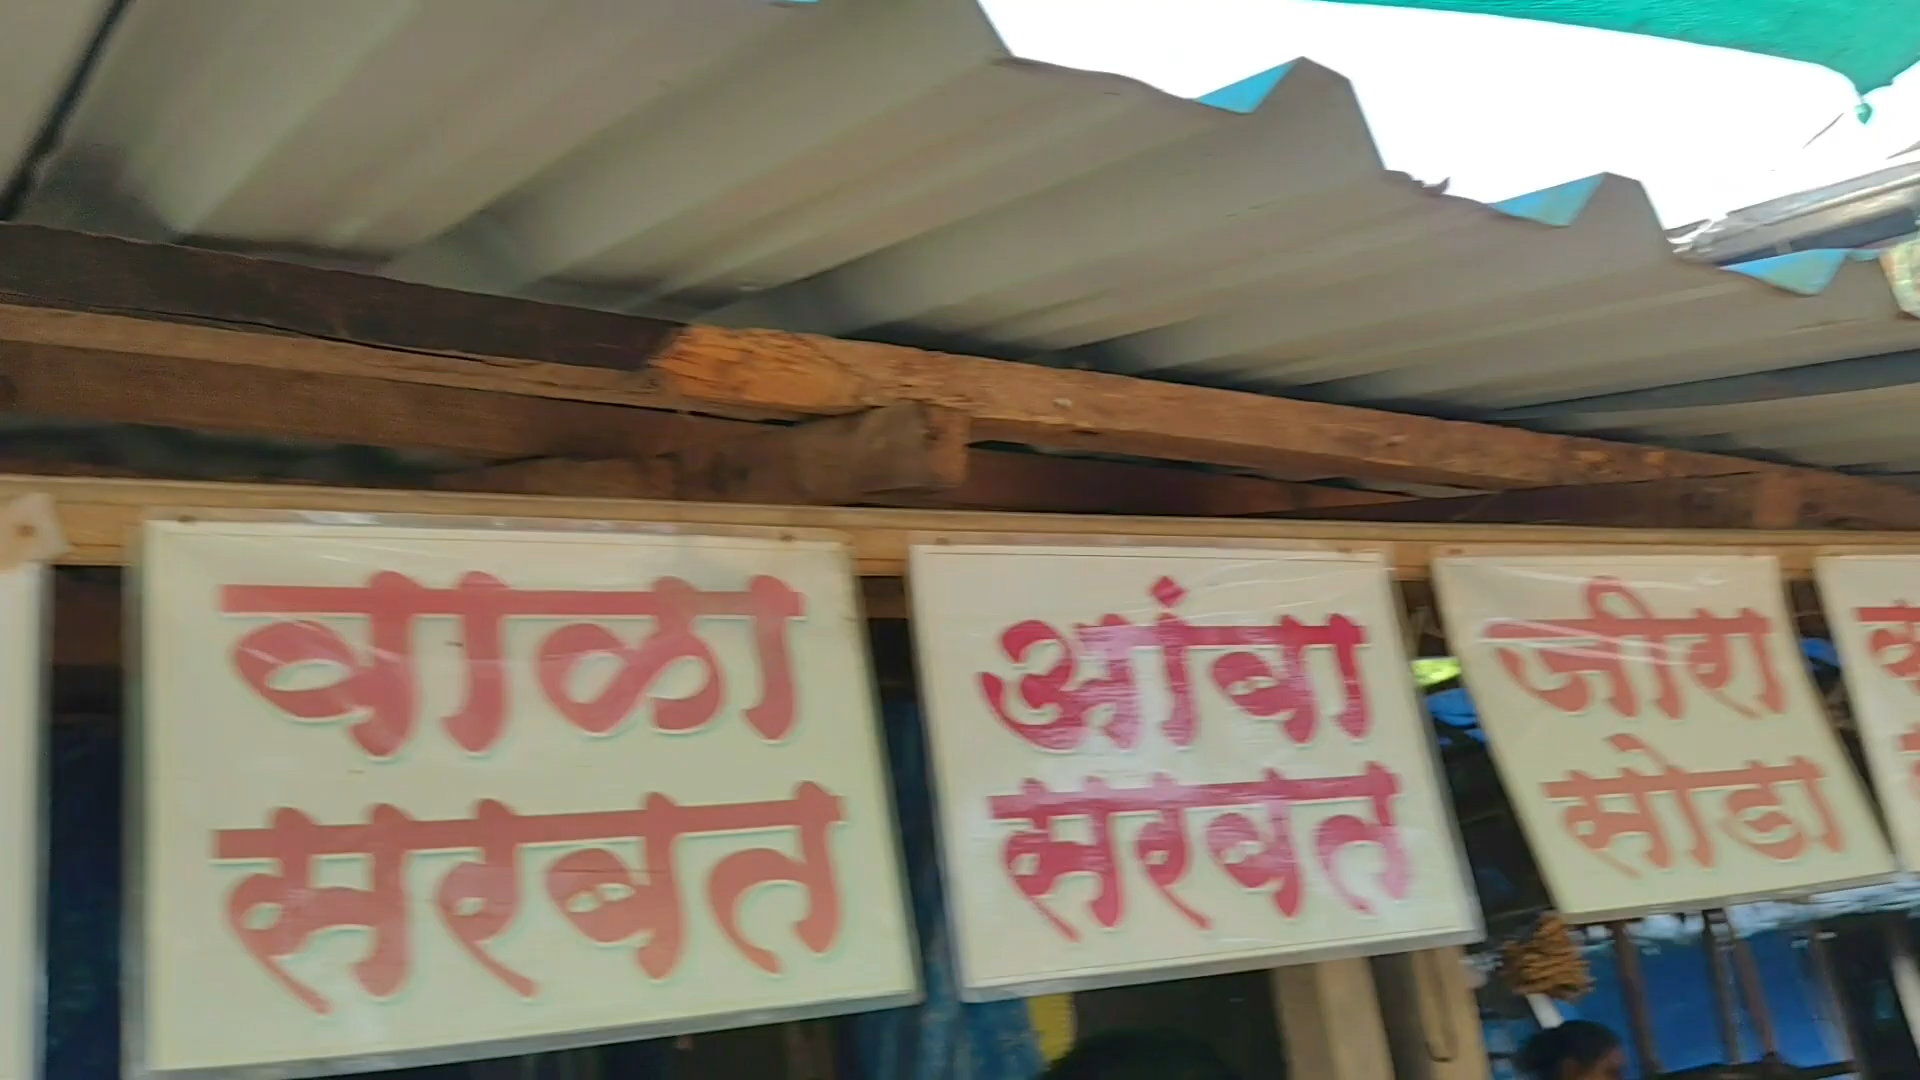 वाळा
सरबत
आंबा
सरबत
जीरा
सोडा